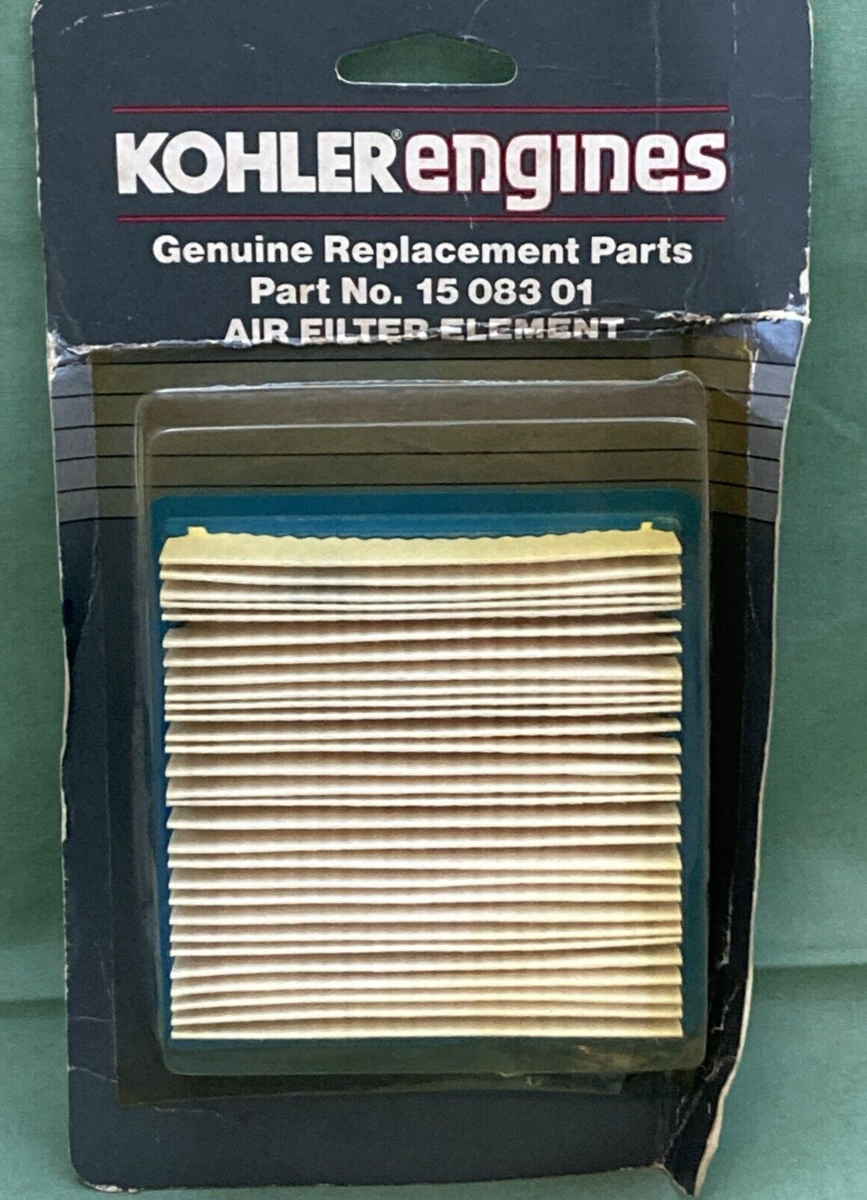 KOHLER® engines
Genuine Replacement Parts
Part No. 15 083 01
AIR FILTER ELEMENT